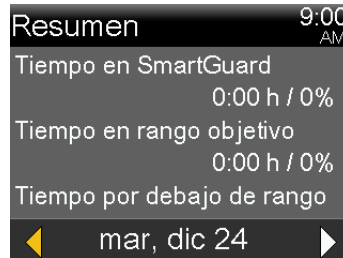 Resumen 9:00
AM
Tiempo en SmartGuard
0:00 h / 0%
Tiempo en rango objetivo
0:00 h / 0%
Tiempo por debajo de rango
mar, dic 24